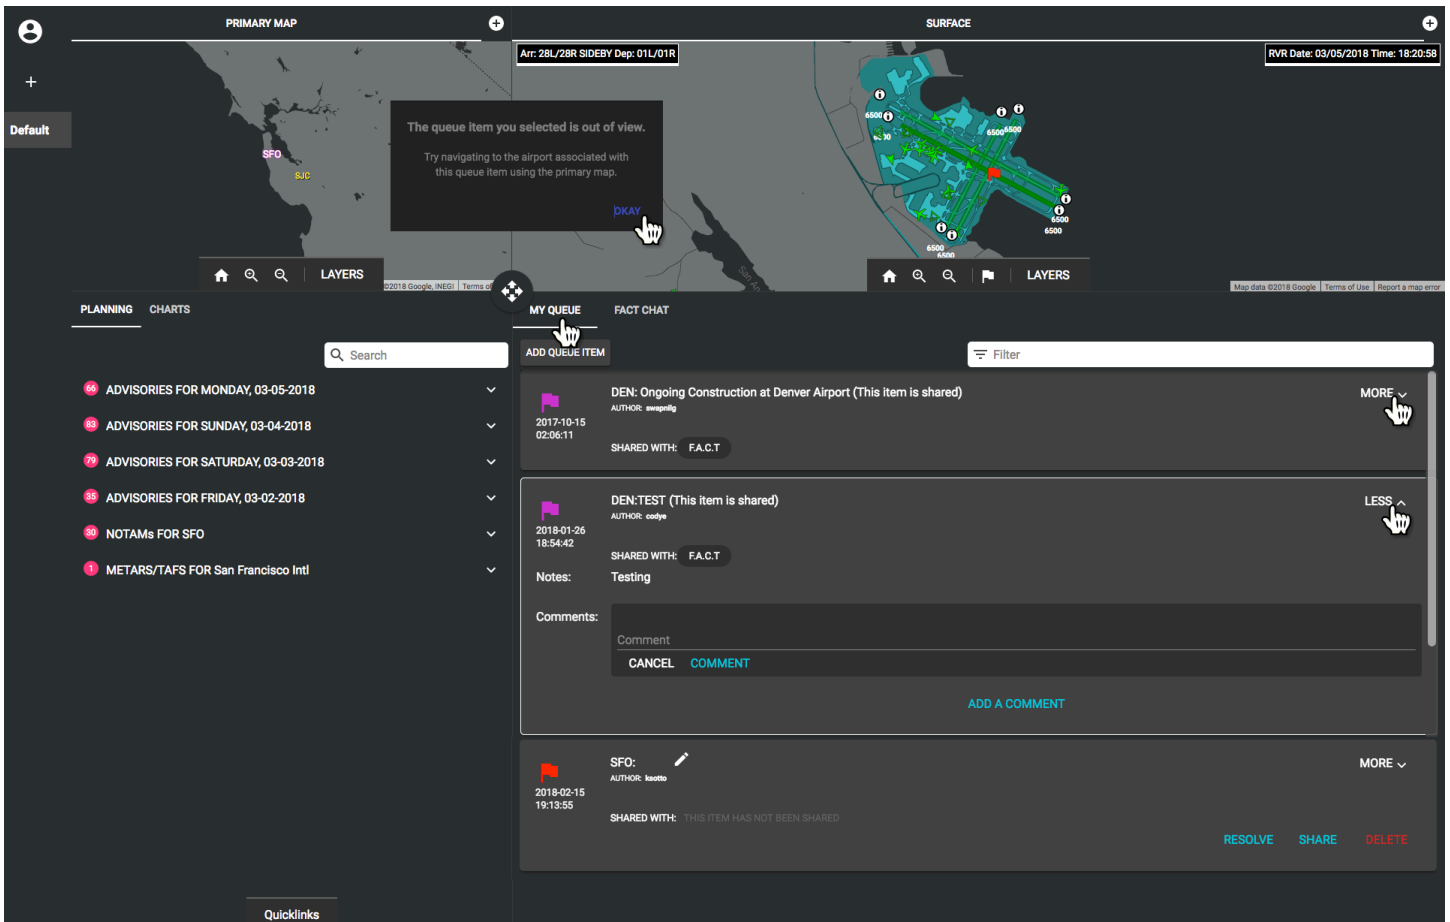 PRIMARY MAP
SURFACE
Default
SFO
SJC
The queue item you selected is out of view.
Try navigating to the airport associated with
this queue item using the primary map.
OKAY
LAYERS
©2018 Google, INEGI
Terms of
Arr: 28L/28R SIDEBY Dep: 01L/01R
RVR Date: 03/05/2018 Time: 18:20:58
6500
6500
6500
6500
6500
6500
6500
6500
LAYERS
Map data ©2018 Google
Terms of Use
Report a map error
PLANNING
CHARTS
Search
66
ADVISORIES FOR MONDAY, 03-05-2018
83
ADVISORIES FOR SUNDAY, 03-04-2018
79
ADVISORIES FOR SATURDAY, 03-03-2018
35
ADVISORIES FOR FRIDAY, 03-02-2018
30
NOTAMs FOR SFO
1
METARS/TAFS FOR San Francisco Intl
Quicklinks
MY QUEUE
FACT CHAT
ADD QUEUE ITEM
Filter
DEN: Ongoing Construction at Denver Airport (This item is shared)
MORE
AUTHOR: swapnilg
2017-10-15
02:06:11
SHARED WITH: F.A.C.T
DEN:TEST (This item is shared)
LESS
AUTHOR: codye
2018-01-26
18:54:42
SHARED WITH: F.A.C.T
Notes: Testing
Comments:
Comment
CANCEL
COMMENT
ADD A COMMENT
SFO:
MORE
AUTHOR: ksotto
2018-02-15
19:13:55
SHARED WITH: THIS ITEM HAS NOT BEEN SHARED
RESOLVE
SHARE
DELETE